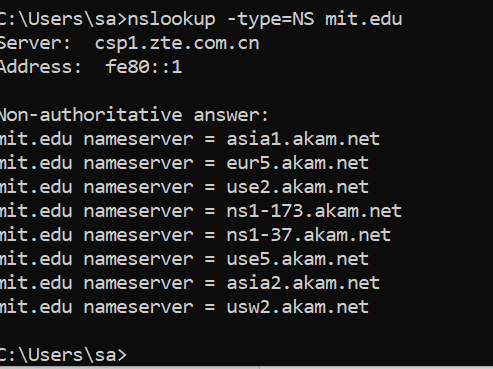 C:\Users\sa>nslookup -type=NS mit.edu
Server:  csp1.zte.com.cn
Address:  fe80::1
Non-authoritative answer:
mit.edu nameserver = asia1.akam.net
mit.edu nameserver = eur5.akam.net
mit.edu nameserver = use2.akam.net
mit.edu nameserver = ns1-173.akam.net
mit.edu nameserver = ns1-37.akam.net
mit.edu nameserver = use5.akam.net
mit.edu nameserver = asia2.akam.net
mit.edu nameserver = usw2.akam.net
C:\Users\sa>